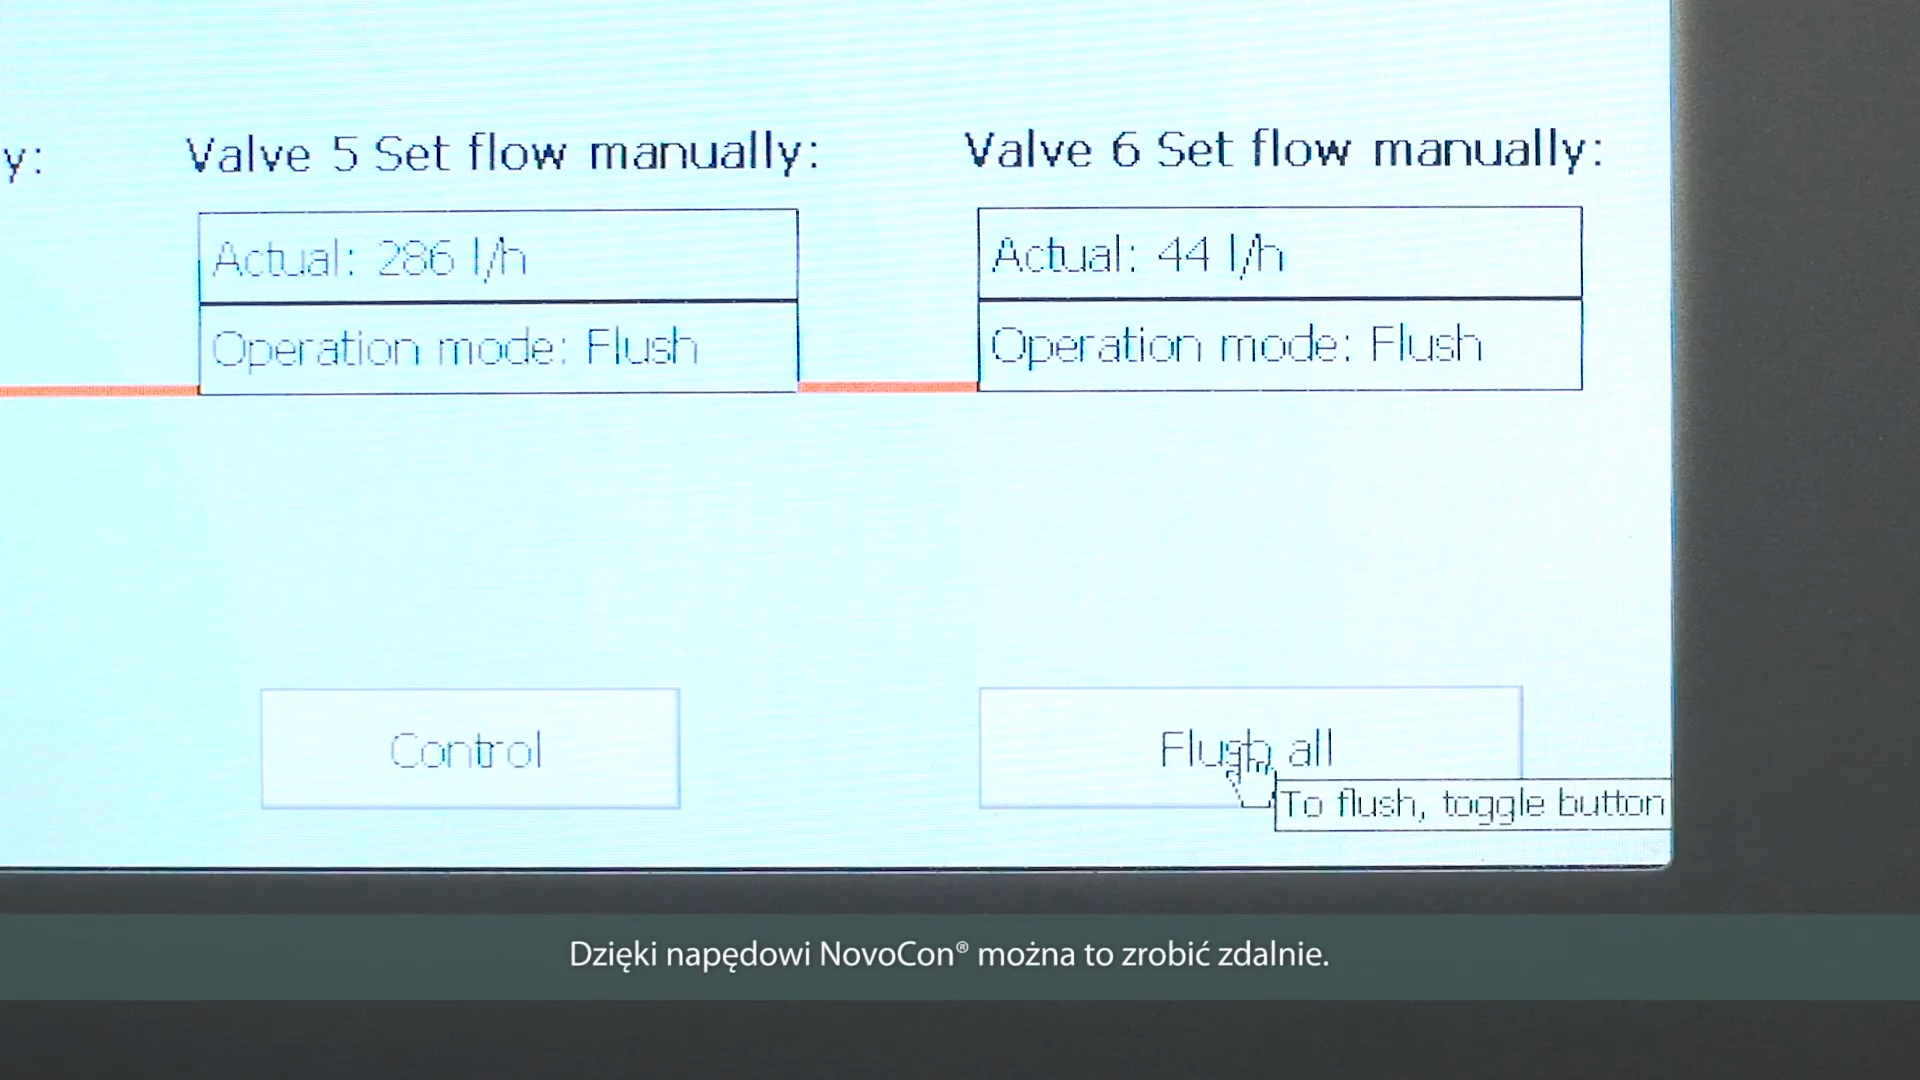 y:
Valve 5 Set flow manually:
Valve 6 Set flow manually:
Actual: 286 l/h
Actual: 44 l/h
Operation mode: Flush
Operation mode: Flush
Control
Flush all
To flush, toggle button
Dzięki napędowi NovoCon® można to zrobić zdalnie.